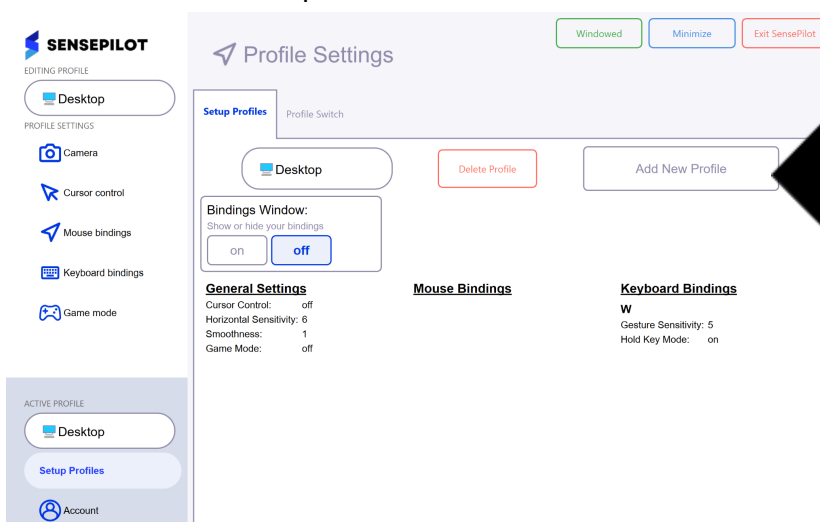 SENSEPILOT
EDITING PROFILE
Desktop
PROFILE SETTINGS
Camera
Cursor control
Mouse bindings
Keyboard bindings
Game mode
ACTIVE PROFILE
Desktop
Setup Profiles
Account
Windowed
Minimize
Exit SensePilot
Profile Settings
Setup Profiles
Profile Switch
Desktop
Delete Profile
Add New Profile
Bindings Window:
Show or hide your bindings
on
off
General Settings
Cursor Control: off
Horizontal Sensitivity: 6
Smoothness: 1
Game Mode: off
Mouse Bindings
Keyboard Bindings
W
Gesture Sensitivity: 5
Hold Key Mode: on